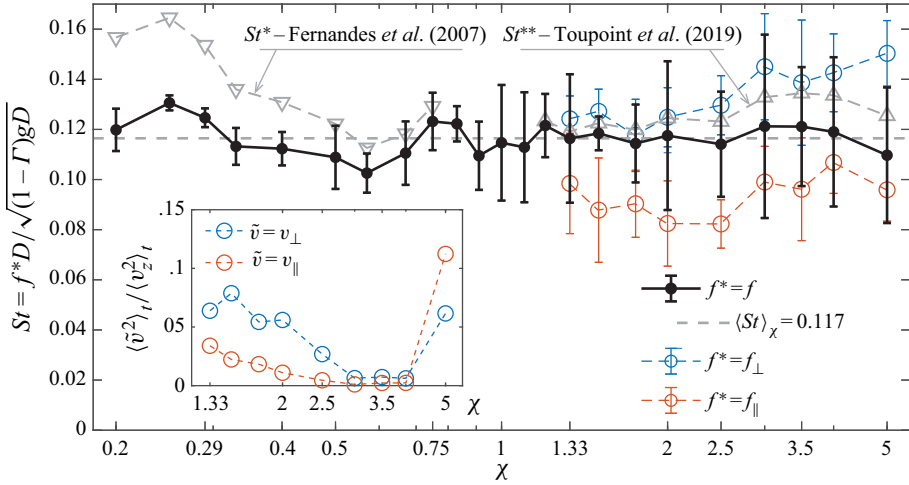 0.16
0.14
0.12
0.10
0.08
0.06
0.04
0.02
0
St = f*D/√(1 – Γ)gD
St* – Fernandes et al. (2007)
St** – Toupoint et al. (2019)
.15
.1
05
0
⟨ṽ²⟩ₜ / ⟨v_z²⟩ₜ
ṽ = v⊥
ṽ = v∥
1.33 2 2.5 3.5 5 χ
f* = f
⟨St⟩χ = 0.117
f* = f⊥
f* = f∥
0.2 0.29 0.4 0.5 0.75 1 1.33 2 2.5 3.5 5
χ